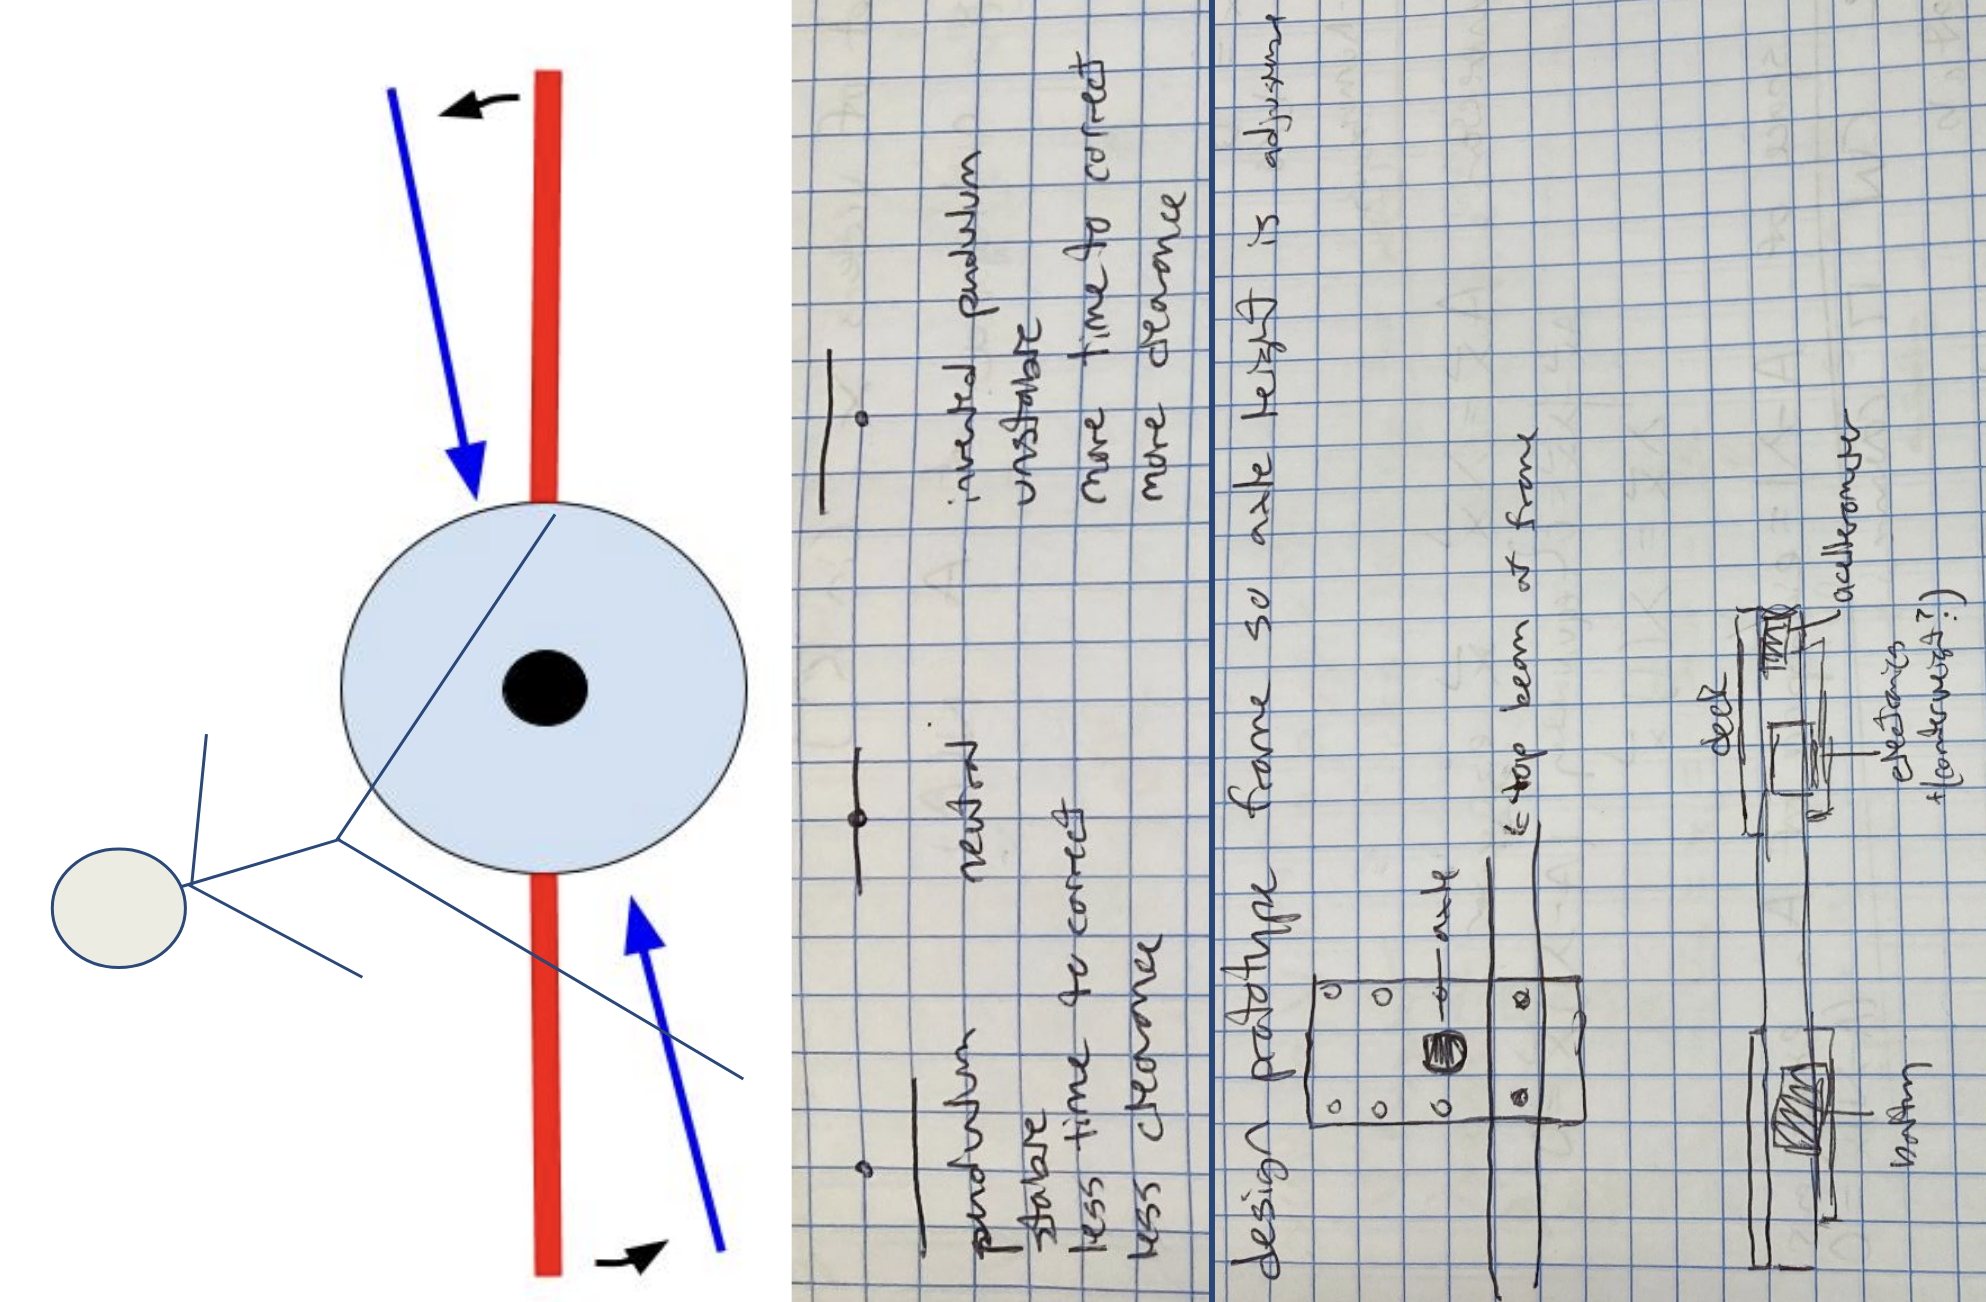 pendulum
stable
less time to correct
less clearance
neutral
inverted pendulum
unstable
more time to correct
more clearance
design prototype frame so axle height is adjustable
axle
← top beam of frame
deck
battery
electronics
+(counterweight?)